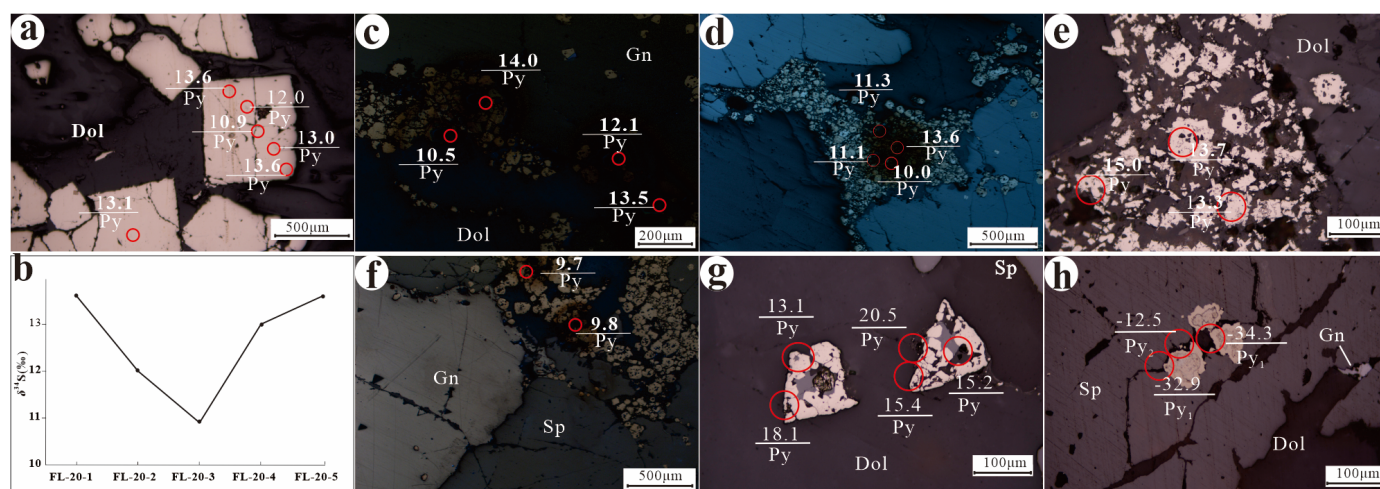 a
13.6
Py
12.0
10.9
Py
Py
13.0
Py
13.6
Py
Dol
13.1
Py
500μm
c
Gn
14.0
Py
12.1
Py
10.5
Py
13.5
Py
Dol
200μm
d
11.3
Py
13.6
Py
11.1
Py
10.0
Py
500μm
e
Dol
13.7
Py
15.0
Py
13.3
Py
100μm
b
δ³⁴S(‰)
13
12
11
10
FL-20-1 FL-20-2 FL-20-3 FL-20-4 FL-20-5
f
9.7
Py
9.8
Py
Gn
Sp
500μm
g
Sp
13.1
Py
20.5
Py
15.2
Py
15.4
Py
18.1
Py
Dol
100μm
h
-12.5
Py₂
-34.3
Py₁
Gn
-32.9
Py₁
Sp
Dol
100μm